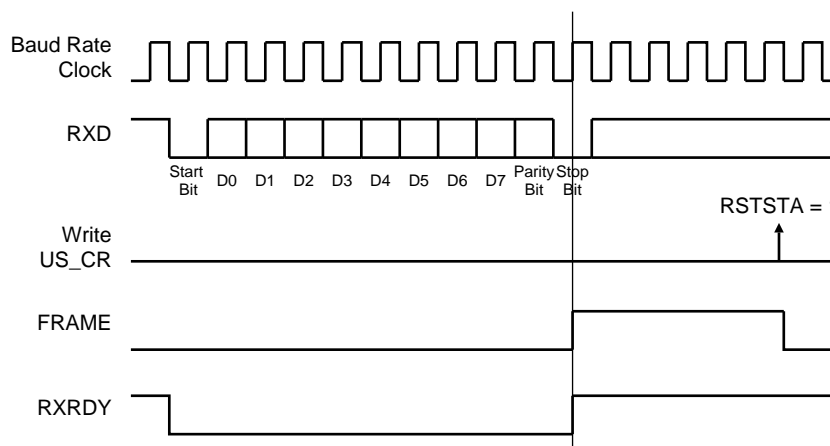 Baud Rate
Clock
RXD
Start
Bit
D0
D1
D2
D3
D4
D5
D6
D7
Parity
Bit
Stop
Bit
RSTSTA =
Write
US_CR
FRAME
RXRDY